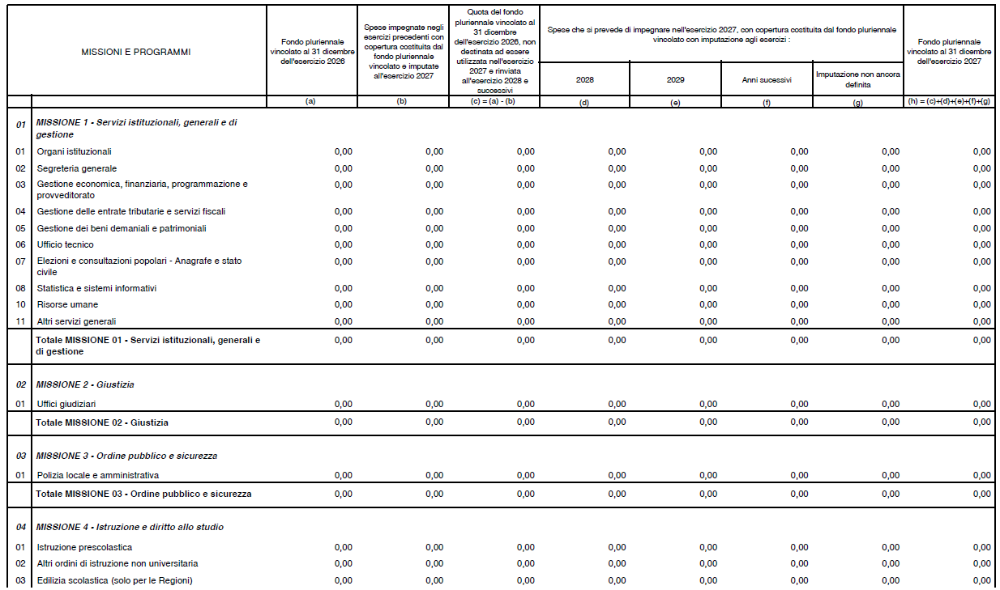 MISSIONI E PROGRAMMI
Fondo pluriennale
vincolato al 31 dicembre
dell'esercizio 2026
Spese impegnate negli
esercizi precedenti con
copertura costituita dal
fondo pluriennale
vincolato e imputate
all'esercizio 2027
Quota del fondo
pluriennale vincolato al
31 dicembre
dell'esercizio 2026, non
destinata ad essere
utilizzata nell'esercizio
2027 e rinviata
all'esercizio 2028 e
successivi
Spese che si prevede di impegnare nell'esercizio 2027, con copertura costituita dal fondo pluriennale
vincolato con imputazione agli esercizi :
2028
2029
Anni sucessivi
Imputazione non ancora
definita
Fondo pluriennale
vincolato al 31 dicembre
dell'esercizio 2027
(a) (b) (c) = (a) - (b) (d) (e) (f) (g) (h) = (c)+(d)+(e)+(f)+(g)
01 MISSIONE 1 - Servizi istituzionali, generali e di
gestione
01 Organi istituzionali 0,00 0,00 0,00 0,00 0,00 0,00 0,00 0,00
02 Segreteria generale 0,00 0,00 0,00 0,00 0,00 0,00 0,00 0,00
03 Gestione economica, finanziaria, programmazione e 0,00 0,00 0,00 0,00 0,00 0,00 0,00 0,00
provveditorato
04 Gestione delle entrate tributarie e servizi fiscali 0,00 0,00 0,00 0,00 0,00 0,00 0,00 0,00
05 Gestione dei beni demaniali e patrimoniali 0,00 0,00 0,00 0,00 0,00 0,00 0,00 0,00
06 Ufficio tecnico 0,00 0,00 0,00 0,00 0,00 0,00 0,00 0,00
07 Elezioni e consultazioni popolari - Anagrafe e stato 0,00 0,00 0,00 0,00 0,00 0,00 0,00 0,00
civile
08 Statistica e sistemi informativi 0,00 0,00 0,00 0,00 0,00 0,00 0,00 0,00
10 Risorse umane 0,00 0,00 0,00 0,00 0,00 0,00 0,00 0,00
11 Altri servizi generali 0,00 0,00 0,00 0,00 0,00 0,00 0,00 0,00
Totale MISSIONE 01 - Servizi istituzionali, generali e 0,00 0,00 0,00 0,00 0,00 0,00 0,00 0,00
di gestione
02 MISSIONE 2 - Giustizia
01 Uffici giudiziari 0,00 0,00 0,00 0,00 0,00 0,00 0,00 0,00
Totale MISSIONE 02 - Giustizia 0,00 0,00 0,00 0,00 0,00 0,00 0,00 0,00
03 MISSIONE 3 - Ordine pubblico e sicurezza
01 Polizia locale e amministrativa 0,00 0,00 0,00 0,00 0,00 0,00 0,00 0,00
Totale MISSIONE 03 - Ordine pubblico e sicurezza 0,00 0,00 0,00 0,00 0,00 0,00 0,00 0,00
04 MISSIONE 4 - Istruzione e diritto allo studio
01 Istruzione prescolastica 0,00 0,00 0,00 0,00 0,00 0,00 0,00 0,00
02 Altri ordini di istruzione non universitaria 0,00 0,00 0,00 0,00 0,00 0,00 0,00 0,00
03 Edilizia scolastica (solo per le Regioni) 0,00 0,00 0,00 0,00 0,00 0,00 0,00 0,00